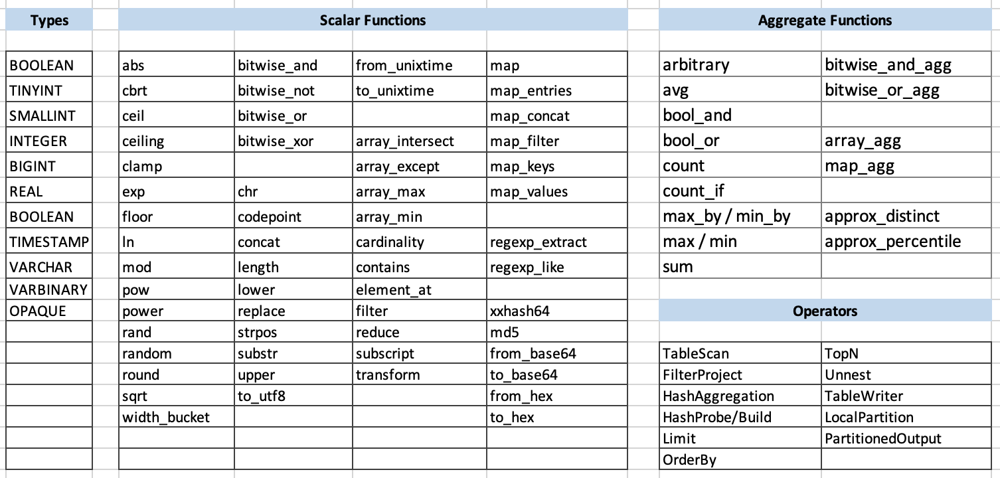 Types Scalar Functions Aggregate Functions
BOOLEAN abs bitwise_and from_unixtime map arbitrary bitwise_and_agg
TINYINT cbrt bitwise_not to_unixtime map_entries avg bitwise_or_agg
SMALLINT ceil bitwise_or map_concat bool_and
INTEGER ceiling bitwise_xor array_intersect map_filter bool_or array_agg
BIGINT clamp array_except map_keys count map_agg
REAL exp chr array_max map_values count_if
BOOLEAN floor codepoint array_min max_by / min_by approx_distinct
TIMESTAMP ln concat cardinality regexp_extract max / min approx_percentile
VARCHAR mod length contains regexp_like sum
VARBINARY pow lower element_at
OPAQUE power replace filter xxhash64 Operators
rand strpos reduce md5
random substr subscript from_base64 TableScan TopN
round upper transform to_base64 FilterProject Unnest
sqrt to_utf8 from_hex HashAggregation TableWriter
width_bucket to_hex HashProbe/Build LocalPartition
Limit PartitionedOutput
OrderBy